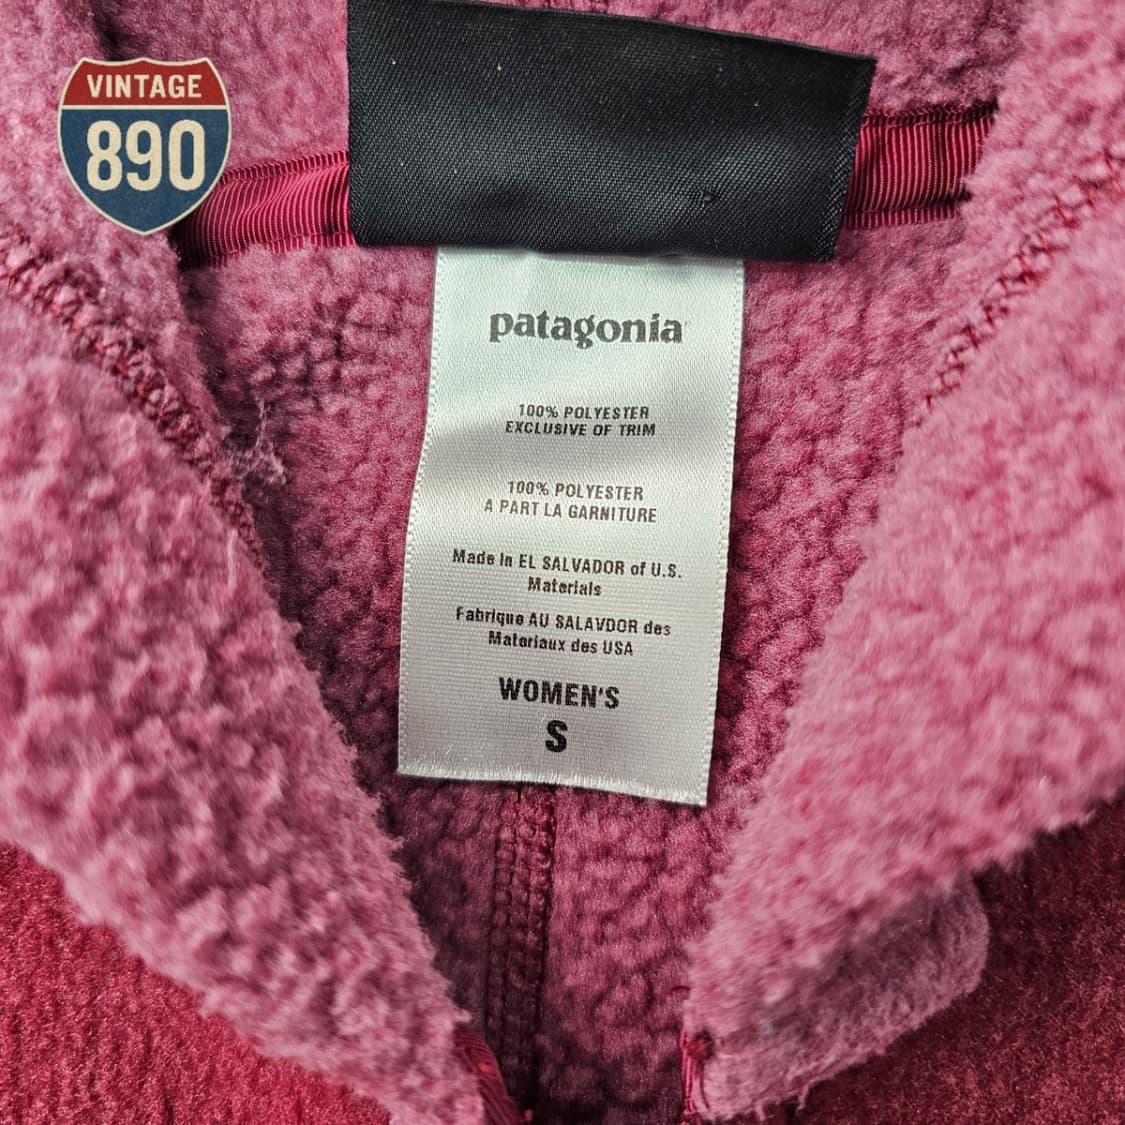 VINTAGE
890
patagonia
100% POLYESTER
EXCLUSIVE OF TRIM
100% POLYESTER
A PART LA GARNITURE
Made in EL SALVADOR of U.S.
Materials
Fabrique AU SALAVDOR des
Materiaux des USA
WOMEN'S
S